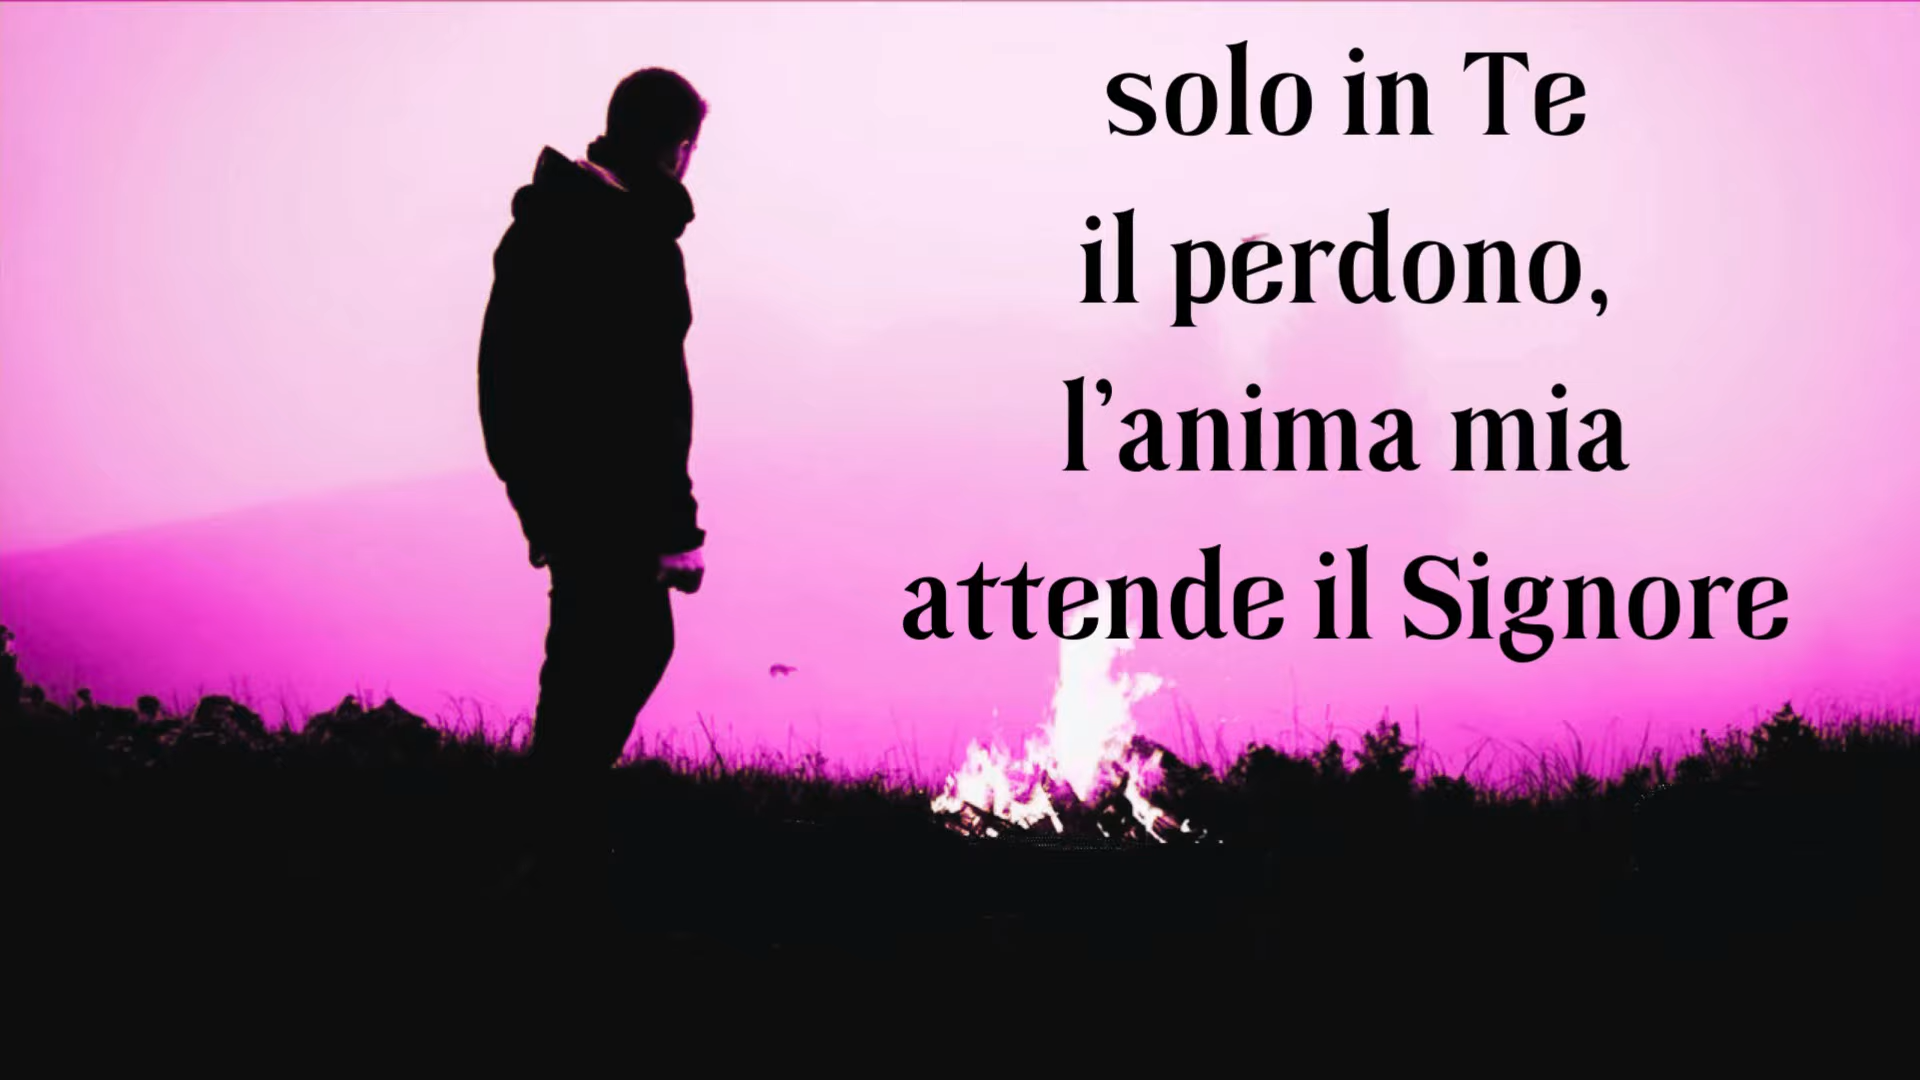 solo in Te
il perdono,
l’anima mia
attende il Signore